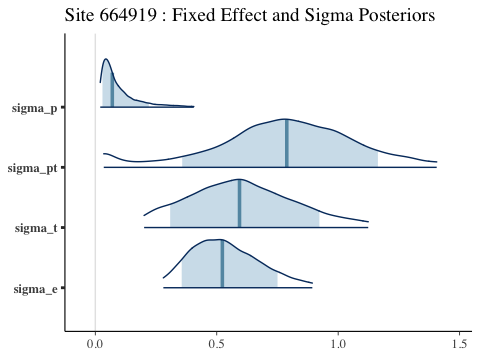 Site 664919 : Fixed Effect and Sigma Posteriors
sigma_p
sigma_pt
sigma_t
sigma_e
0.0 0.5 1.0 1.5